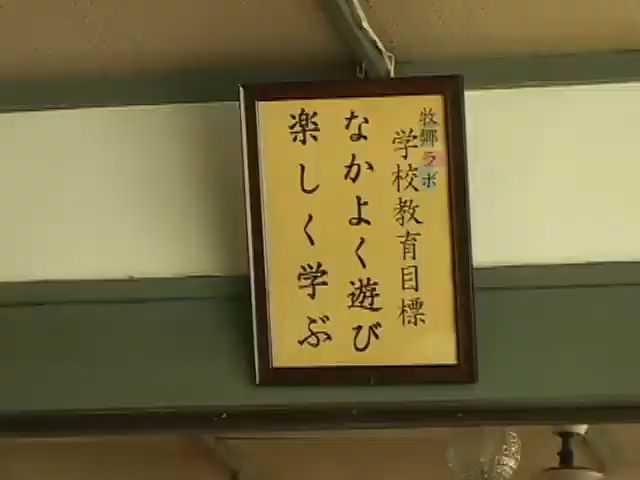 牧郷ラボ
学校教育目標
なかよく遊び
楽しく学ぶ